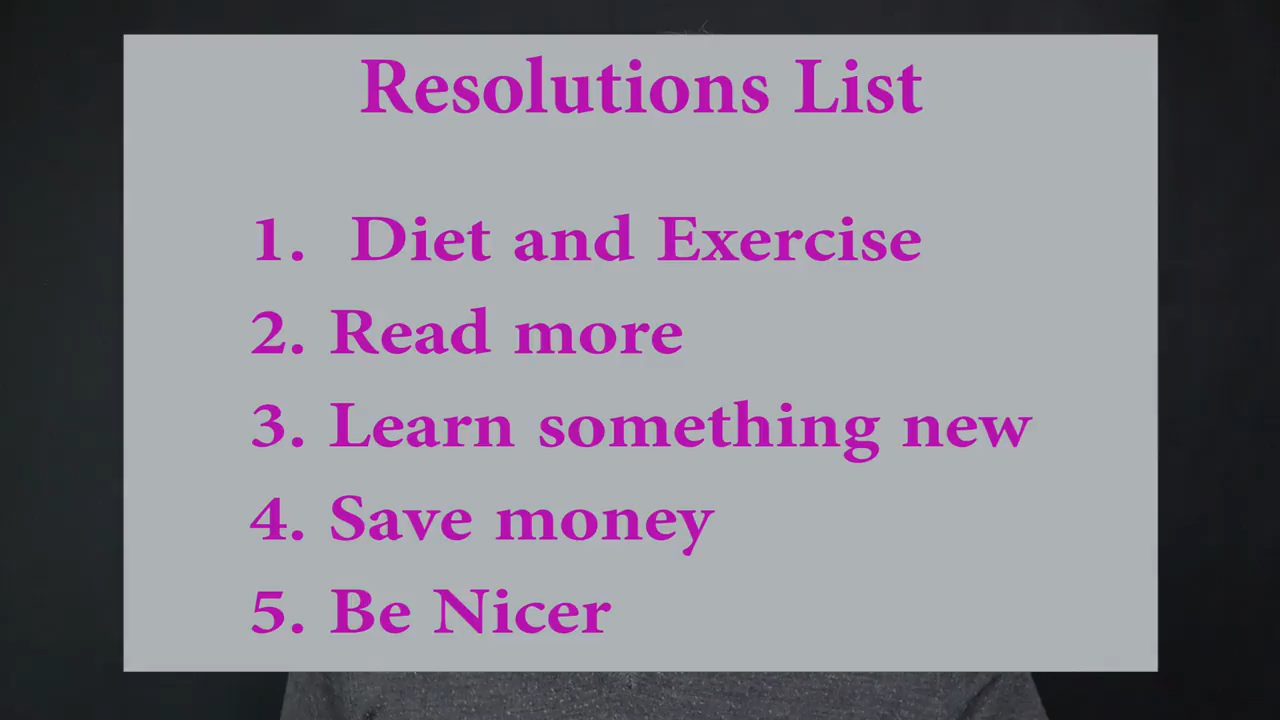 Resolutions List
1. Diet and Exercise
2. Read more
3. Learn something new
4. Save money
5. Be Nicer